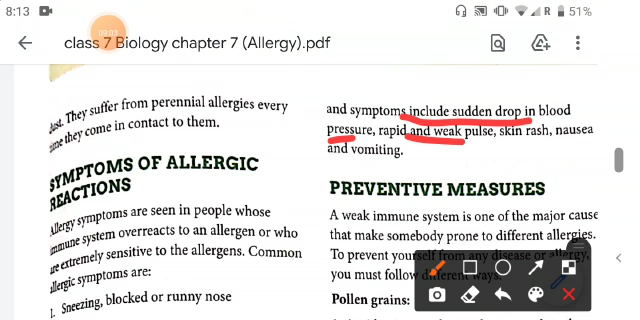 8:13
R
51%
09:03
class 7 Biology chapter 7 (Allergy).pdf
dust. They suffer from perennial allergies every
time they come in contact to them.
SYMPTOMS OF ALLERGIC
REACTIONS
Allergy symptoms are seen in people whose
immune system overreacts to an allergen or who
are extremely sensitive to the allergens. Common
allergic symptoms are:
1. Sneezing, blocked or runny nose
and symptoms include sudden drop in blood
pressure, rapid and weak pulse, skin rash, nausea
and vomiting.
PREVENTIVE MEASURES
A weak immune system is one of the major cause
that make somebody prone to different allergies.
To prevent yourself from any disease or allergy,
you must follow different ways.
Pollen grains: